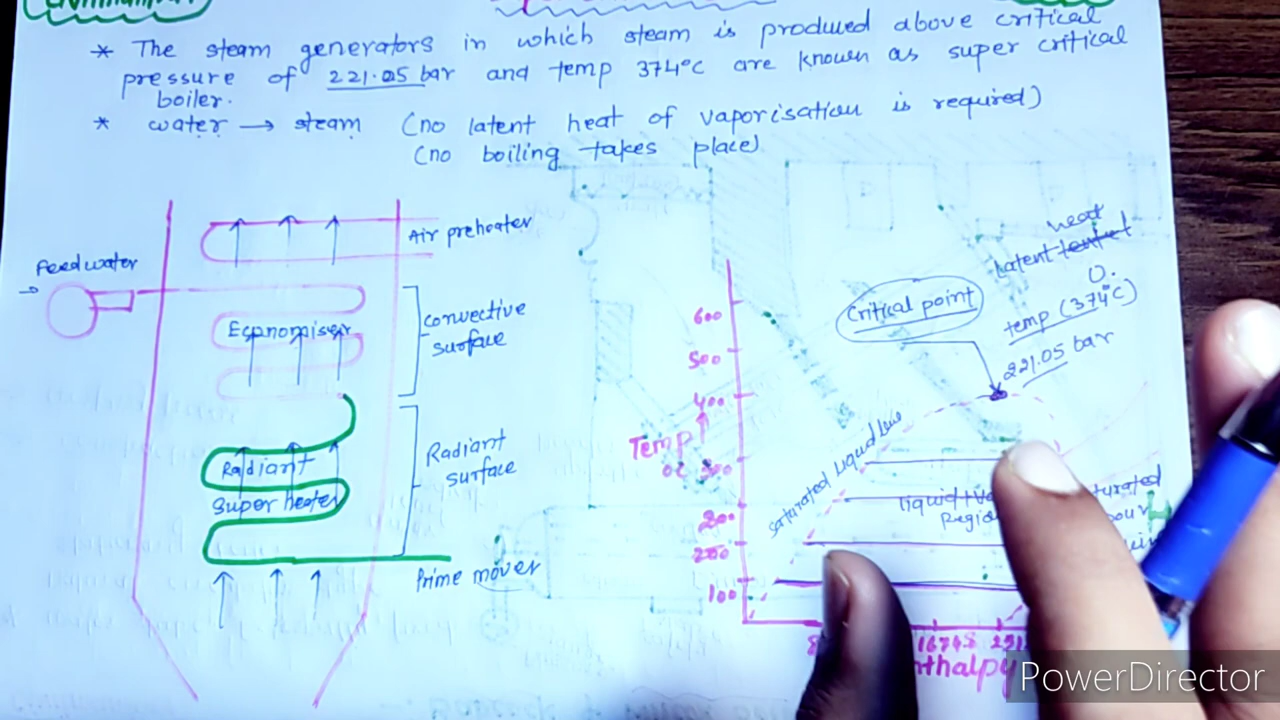 * The steam generators in which steam is produced above critical
pressure of 221.05 bar and temp 374°C are known as super critical
boiler.
* water → steam (no latent heat of vaporisation is required)
(no boiling takes place)
Air preheater
Feedwater
Economiser
Convective
surface
Radiant
Super heater
Radiant
surface
Prime mover
heat
Latent
0.
Critical point
temp (374°C)
221.05 bar
600
500
400
Temp
°C 300
200
200
100
Saturated Liquid line
Liquid+
PowerDirector